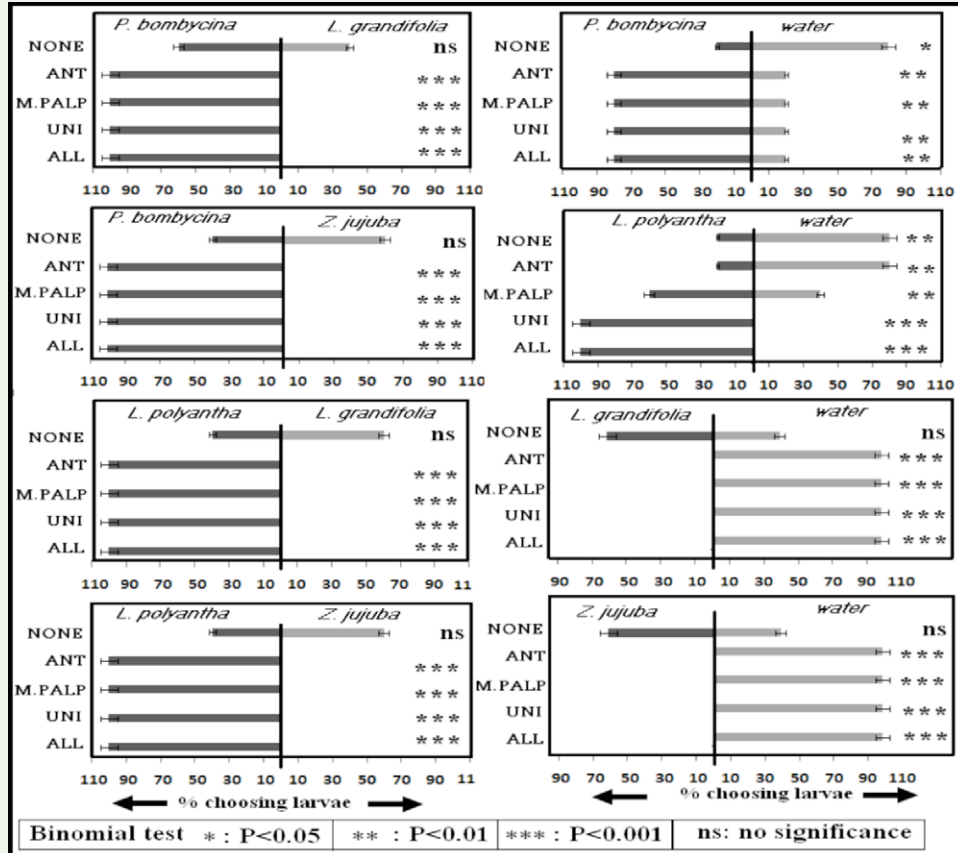 P. bombycina L. grandifolia
NONE ns
ANT ***
M.PALP ***
UNI ***
ALL ***
110 90 70 50 30 10 10 30 50 70 90 110
P. bombycina water
NONE *
ANT **
M.PALP **
UNI **
ALL **
110 90 70 50 30 10 10 30 50 70 90 110
P. bombycina Z. jujuba
NONE ns
ANT ***
M.PALP ***
UNI ***
ALL ***
110 90 70 50 30 10 10 30 50 70 90 110
L. polyantha water
NONE **
ANT **
M.PALP **
UNI ***
ALL ***
110 90 70 50 30 10 10 30 50 70 90 110
L. polyantha L. grandifolia
NONE ns
ANT ***
M.PALP ***
UNI ***
ALL ***
110 90 70 50 30 10 10 30 50 70 90 11
L. grandifolia water
NONE ns
ANT ***
M.PALP ***
UNI ***
ALL ***
90 70 50 30 10 10 30 50 70 90 110
L. polyantha Z. jujuba
NONE ns
ANT ***
M.PALP ***
UNI ***
ALL ***
110 90 70 50 30 10 10 30 50 70 90 11
% choosing larvae
Z. jujuba water
NONE ns
ANT ***
M.PALP ***
UNI ***
ALL ***
90 70 50 30 10 10 30 50 70 90 110
% choosing larvae
Binomial test * : P<0.05 ** : P<0.01 *** : P<0.001 ns: no significance